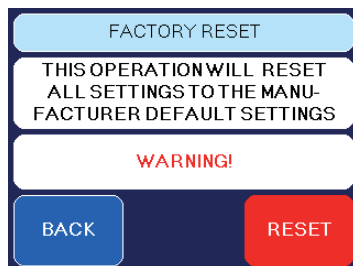 FACTORY RESET
THIS OPERATION WILL RESET
ALL SETTINGS TO THE MANU-
FACTURER DEFAULT SETTINGS
WARNING!
BACK
RESET